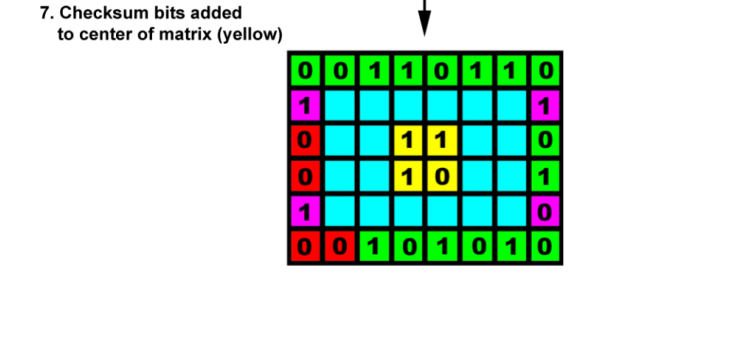 7. Checksum bits added
to center of matrix (yellow)
0 0 1 1 0 1 1 0
1 1
0 1 1 0
0 1 0 1
1 0
0 0 1 0 1 0 1 0